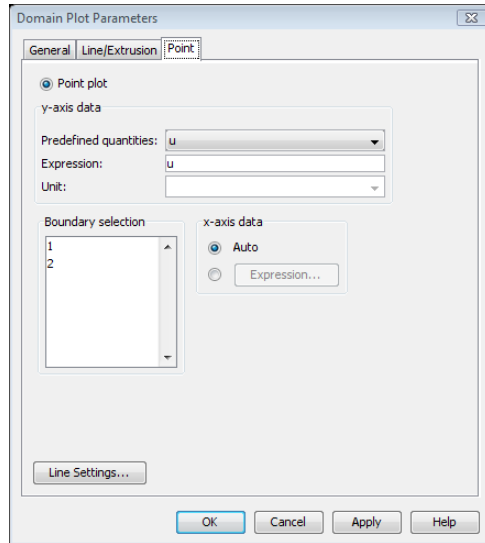 Domain Plot Parameters
General Line/Extrusion Point
Point plot
y-axis data
Predefined quantities: u
Expression: u
Unit:
Boundary selection
1
2
x-axis data
Auto
Expression...
Line Settings...
OK Cancel Apply Help